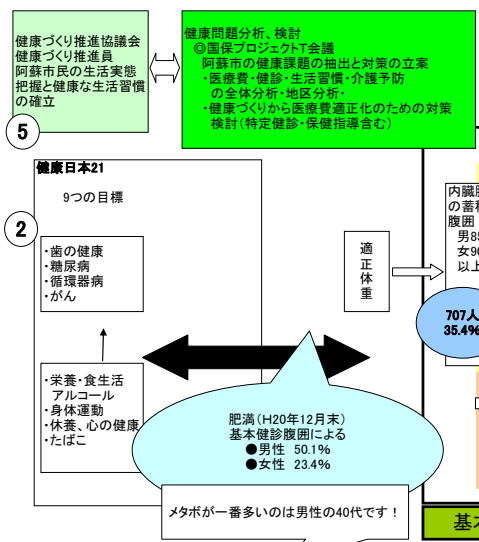 健康づくり推進協議会
健康づくり推進員
阿蘇市民の生活実態
把握と健康な生活習慣
の確立
5
健康問題分析、検討
◎国保プロジェクトT会議
阿蘇市の健康課題の抽出と対策の立案
・医療費・健診・生活習慣・介護予防
の全体分析・地区分析・
・健康づくりから医療費適正化のための対策
検討(特定健診・保健指導含む)
健康日本21
9つの目標
2
・歯の健康
・糖尿病
・循環器病
・がん
・栄養・食生活
アルコール
・身体運動
・休養、心の健康
・たばこ
適正体重
内臓
の蓄
腹囲
男85
女90
以上
707人
35.4%
肥満(H20年12月末)
基本健診腹囲による
●男性 50.1%
●女性 23.4%
メタボが一番多いのは男性の40代です!
基